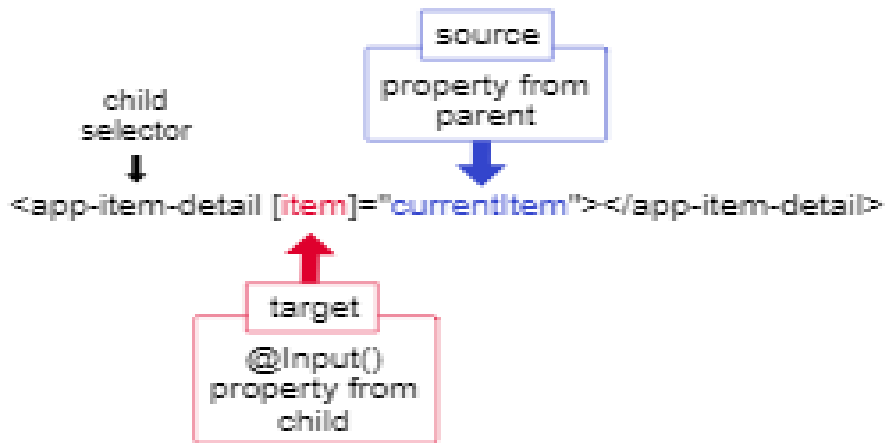 source
property from
parent
child
selector
<app-item-detail [item]="currentItem"></app-item-detail>
target
@Input()
property from
child